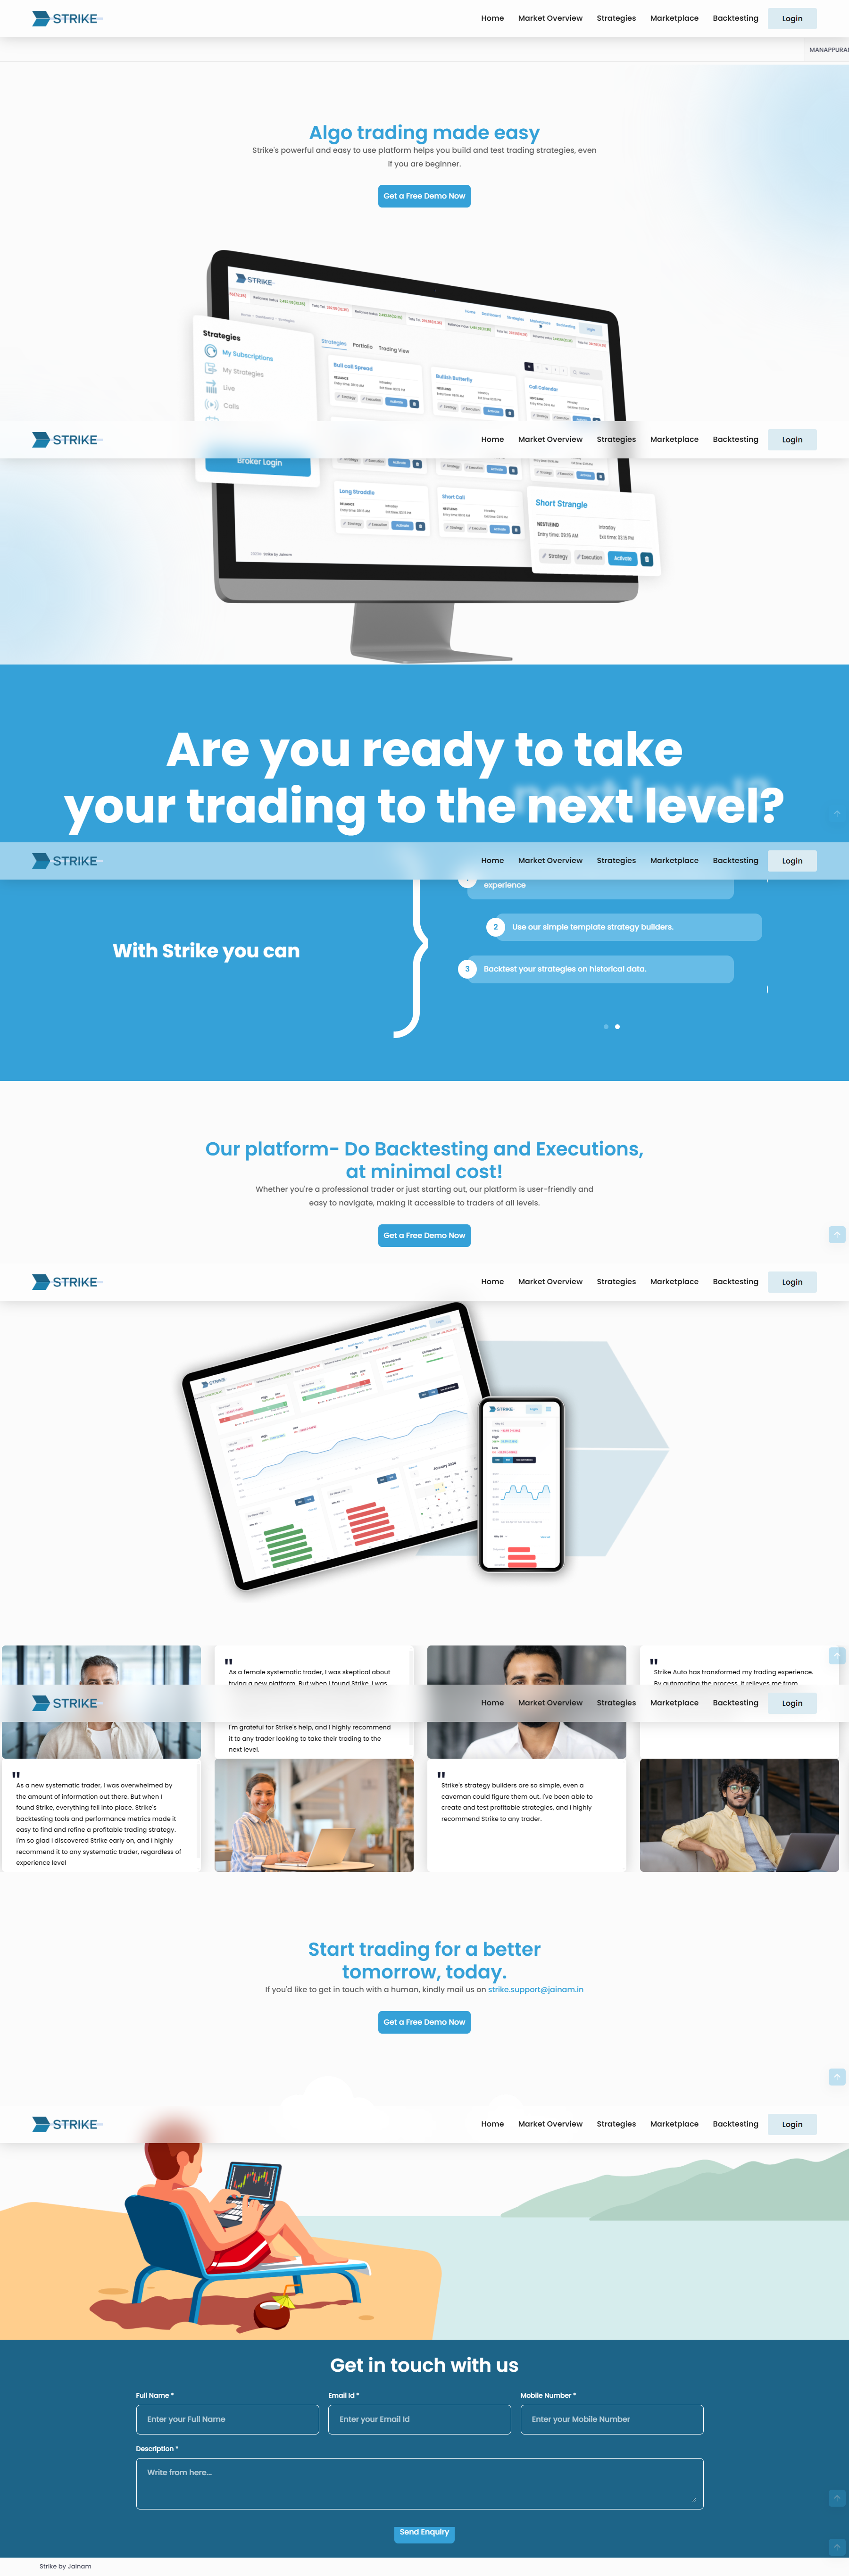 STRIKE
Home Market Overview Strategies Marketplace Backtesting Login
Algo trading made easy
Strike's powerful and easy to use platform helps you build and test trading strategies, even
if you are beginner.
Get a Free Demo Now
STRIKE
Strategies
My Subscriptions
My Strategies
Live
Calls
Strategies Portfolio Trading View
Bull call Spread
Bullish Butterfly
Call Calendar
STRIKE
Home Market Overview Strategies Marketplace Backtesting Login
Broker Login
Long Straddle
Short Call
Short Strangle
NESTLEIND Intraday
Entry time: 09:16 AM Exit time: 03:15 PM
Strategy Execution Activate
Are you ready to take
your trading to the next level?
STRIKE
Home Market Overview Strategies Marketplace Backtesting Login
experience
With Strike you can
2 Use our simple template strategy builders.
3 Backtest your strategies on historical data.
Our platform- Do Backtesting and Executions,
at minimal cost!
Whether you're a professional trader or just starting out, our platform is user-friendly and
easy to navigate, making it accessible to traders of all levels.
Get a Free Demo Now
STRIKE
Home Market Overview Strategies Marketplace Backtesting Login
STRIKE
STRIKE
January 2024
"
As a female systematic trader, I was skeptical about
trying a new platform. But when I found Strike, I was
"
Strike Auto has transformed my trading experience.
By automating the process, it relieves me from
STRIKE
Home Market Overview Strategies Marketplace Backtesting Login
I'm grateful for Strike's help, and I highly recommend
it to any trader looking to take their trading to the
next level.
"
As a new systematic trader, I was overwhelmed by
the amount of information out there. But when I
found Strike, everything fell into place. Strike's
backtesting tools and performance metrics made it
easy to find and refine a profitable trading strategy.
I'm so glad I discovered Strike early on, and I highly
recommend it to any systematic trader, regardless of
experience level
"
Strike's strategy builders are so simple, even a
caveman could figure them out. I've been able to
create and test profitable strategies, and I highly
recommend Strike to any trader.
Start trading for a better
tomorrow, today.
If you'd like to get in touch with a human, kindly mail us on strike.support@jainam.in
Get a Free Demo Now
STRIKE
Home Market Overview Strategies Marketplace Backtesting Login
Get in touch with us
Full Name * Email Id * Mobile Number *
Enter your Full Name Enter your Email Id Enter your Mobile Number
Description *
Write from here...
Send Enquiry
Strike by Jainam